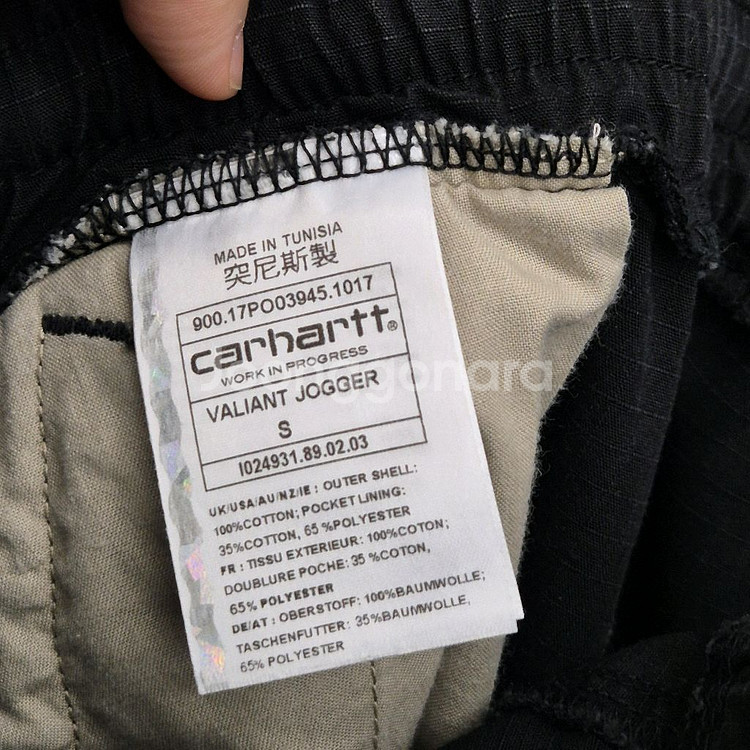 MADE IN TUNISIA
突尼斯製
900.17PO03945.1017
carhartt®
WORK IN PROGRESS
VALIANT JOGGER
S
I024931.89.02.03
UK/USA/AU/NZ/IE : OUTER SHELL:
100%COTTON; POCKET LINING:
35%COTTON, 65 %POLYESTER
FR : TISSU EXTERIEUR: 100%COTON;
DOUBLURE POCHE: 35 %COTON,
65% POLYESTER
DE/AT : OBERSTOFF: 100%BAUMWOLLE;
TASCHENFUTTER: 35%BAUMWOLLE,
65% POLYESTER